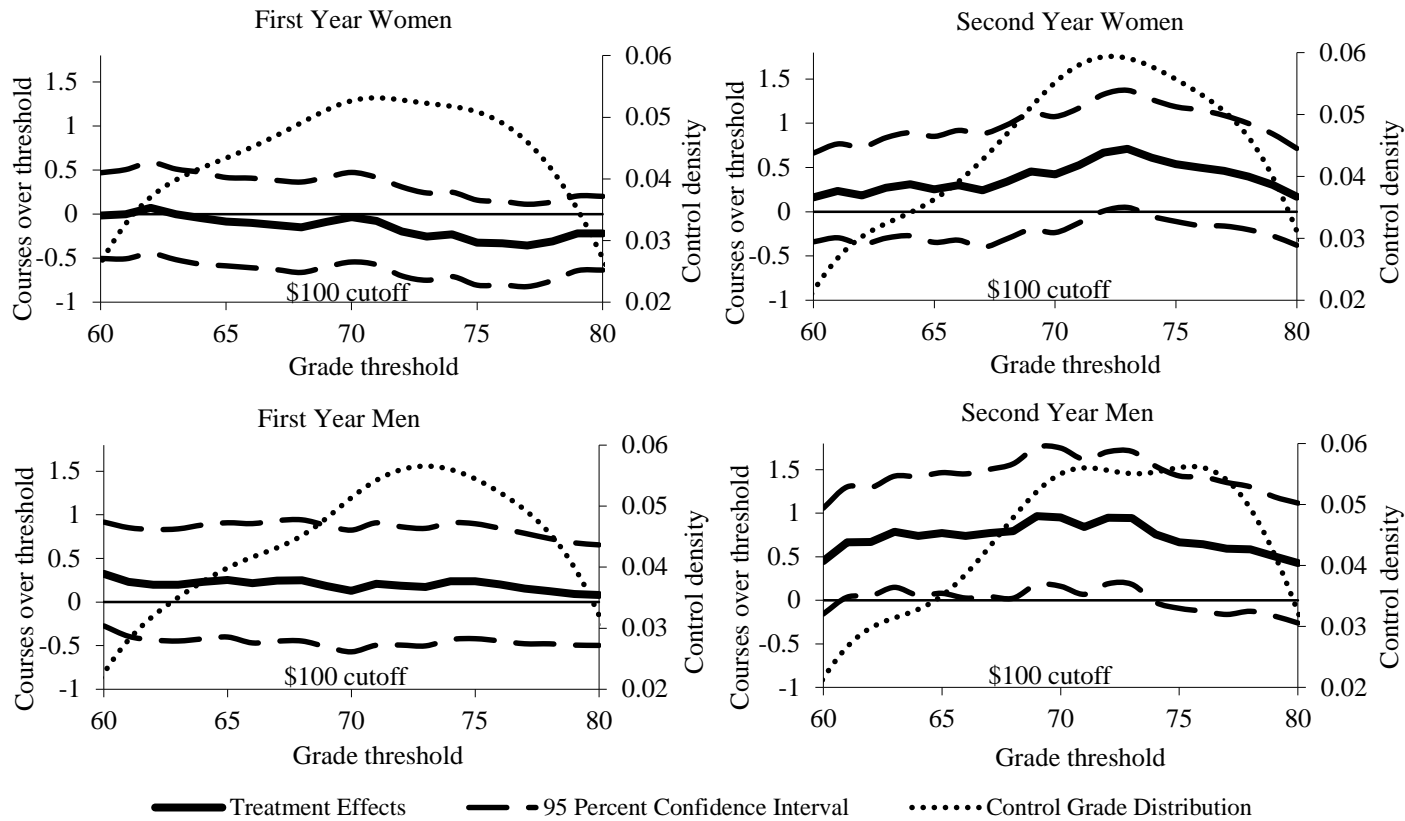 First Year Women
Courses over threshold
1.5
1
0.5
0
-0.5
-1
0.06
0.05
0.04
0.03
0.02
Control density
$100 cutoff
60 65 70 75 80
Grade threshold
Second Year Women
Courses over threshold
1.5
1
0.5
0
-0.5
-1
0.06
0.05
0.04
0.03
0.02
Control density
$100 cutoff
60 65 70 75 80
Grade threshold
First Year Men
Courses over threshold
1.5
1
0.5
0
-0.5
-1
0.06
0.05
0.04
0.03
0.02
Control density
$100 cutoff
60 65 70 75 80
Grade threshold
Second Year Men
Courses over threshold
1.5
1
0.5
0
-0.5
-1
0.06
0.05
0.04
0.03
0.02
Control density
$100 cutoff
60 65 70 75 80
Grade threshold
Treatment Effects 95 Percent Confidence Interval Control Grade Distribution